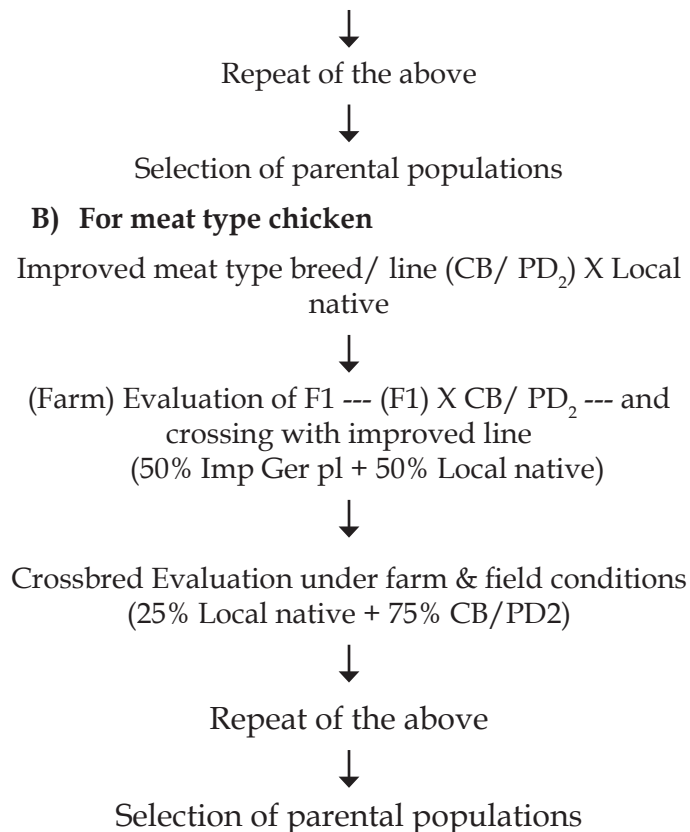 Repeat of the above
Selection of parental populations
B) For meat type chicken
Improved meat type breed/ line (CB/ PD₂) X Local
native
(Farm) Evaluation of F1 --- (F1) X CB/ PD₂ --- and
crossing with improved line
(50% Imp Ger pl + 50% Local native)
Crossbred Evaluation under farm & field conditions
(25% Local native + 75% CB/PD2)
Repeat of the above
Selection of parental populations